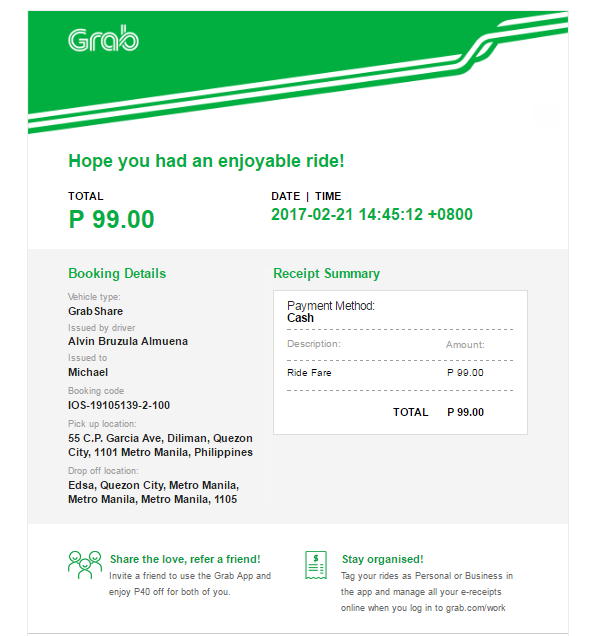 Grab
Hope you had an enjoyable ride!
TOTAL
P 99.00
DATE | TIME
2017-02-21 14:45:12 +0800
Booking Details
Vehicle type:
GrabShare
Issued by driver
Alvin Bruzula Almuena
Issued to
Michael
Booking code
IOS-19105139-2-100
Pick up location:
55 C.P. Garcia Ave, Diliman, Quezon
City, 1101 Metro Manila, Philippines
Drop off location:
Edsa, Quezon City, Metro Manila,
Metro Manila, Metro Manila, 1105
Receipt Summary
Payment Method:
Cash
Description: Amount:
Ride Fare P 99.00
TOTAL P 99.00
Share the love, refer a friend!
Invite a friend to use the Grab App and
enjoy P40 off for both of you.
$
Stay organised!
Tag your rides as Personal or Business in
the app and manage all your e-receipts
online when you log in to grab.com/work